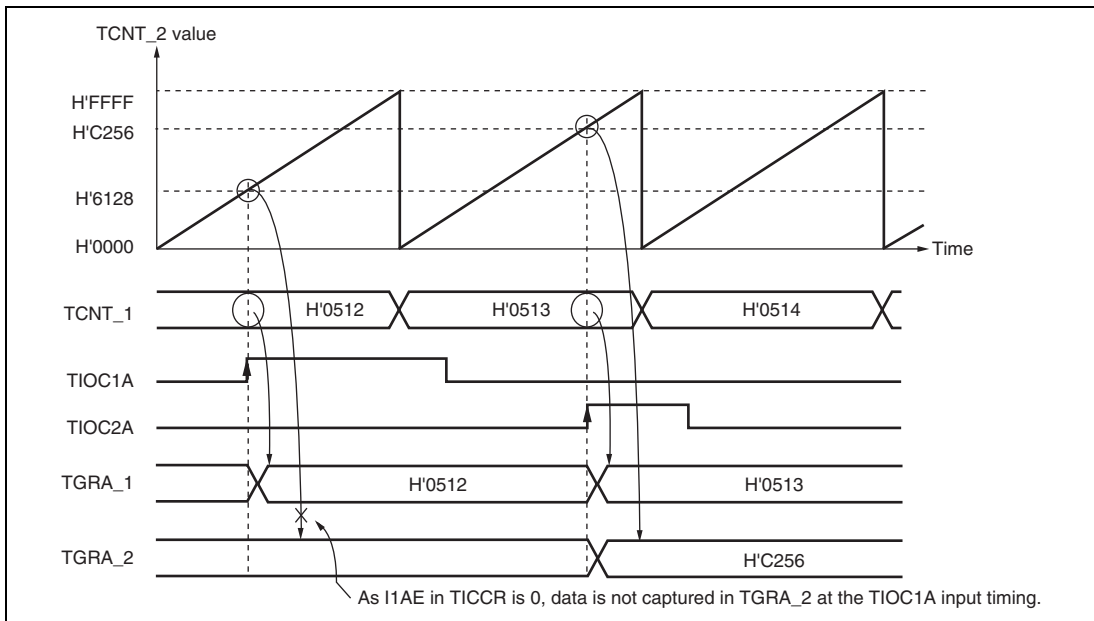 TCNT_2 value
H'FFFF
H'C256
H'6128
H'0000
Time
TCNT_1
H'0512
H'0513
H'0514
TIOC1A
TIOC2A
TGRA_1
H'0512
H'0513
TGRA_2
H'C256
As I1AE in TICCR is 0, data is not captured in TGRA_2 at the TIOC1A input timing.